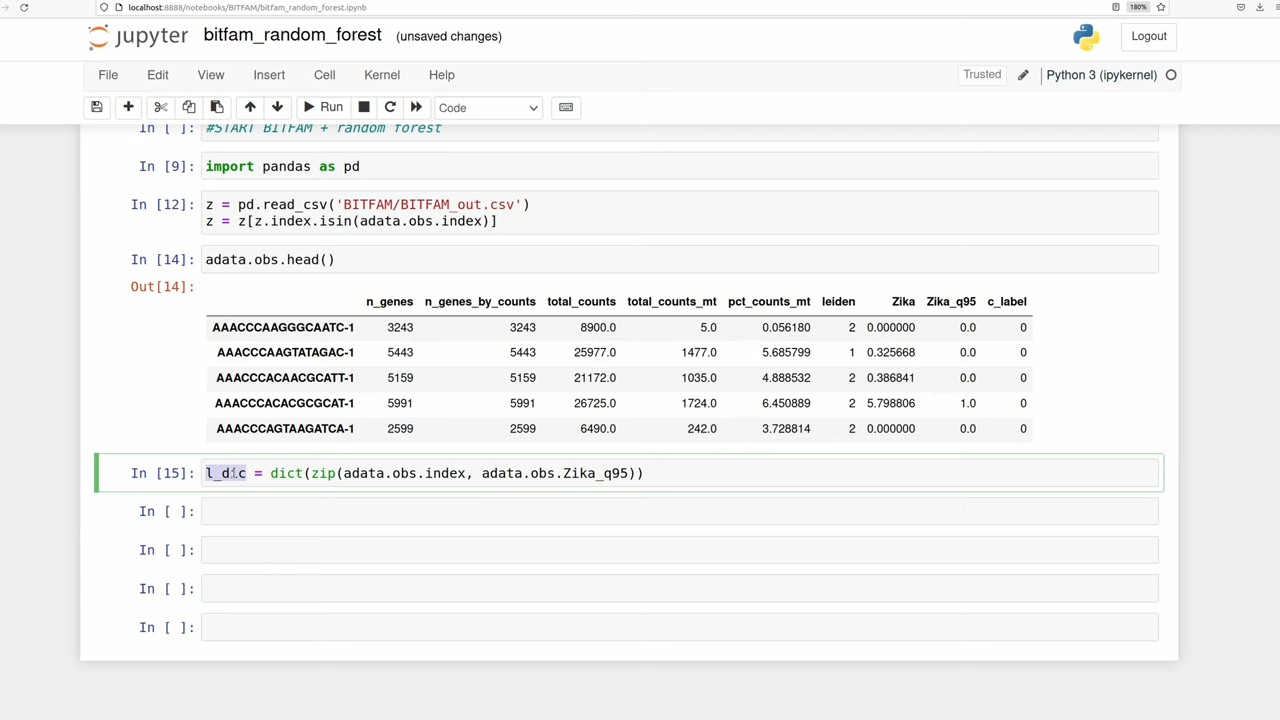 localhost:8888/notebooks/BITFAM/bitfam_random_forest.ipynb
180%
jupyter bitfam_random_forest (unsaved changes)
Logout
File Edit View Insert Cell Kernel Help
Trusted Python 3 (ipykernel)
Run Code
In [ ]: #START BITFAM + random forest
In [9]: import pandas as pd
In [12]: z = pd.read_csv('BITFAM/BITFAM_out.csv')
z = z[z.index.isin(adata.obs.index)]
In [14]: adata.obs.head()
Out[14]:
n_genes n_genes_by_counts total_counts total_counts_mt pct_counts_mt leiden Zika Zika_q95 c_label
AAACCCAAGGGCAATC-1 3243 3243 8900.0 5.0 0.056180 2 0.000000 0.0 0
AAACCCAAGTATAGAC-1 5443 5443 25977.0 1477.0 5.685799 1 0.325668 0.0 0
AAACCCACAACGCATT-1 5159 5159 21172.0 1035.0 4.888532 2 0.386841 0.0 0
AAACCCACACGCGCAT-1 5991 5991 26725.0 1724.0 6.450889 2 5.798806 1.0 0
AAACCCAGTAAGATCA-1 2599 2599 6490.0 242.0 3.728814 2 0.000000 0.0 0
In [15]: l_dic = dict(zip(adata.obs.index, adata.obs.Zika_q95))
In [ ]:
In [ ]:
In [ ]:
In [ ]: